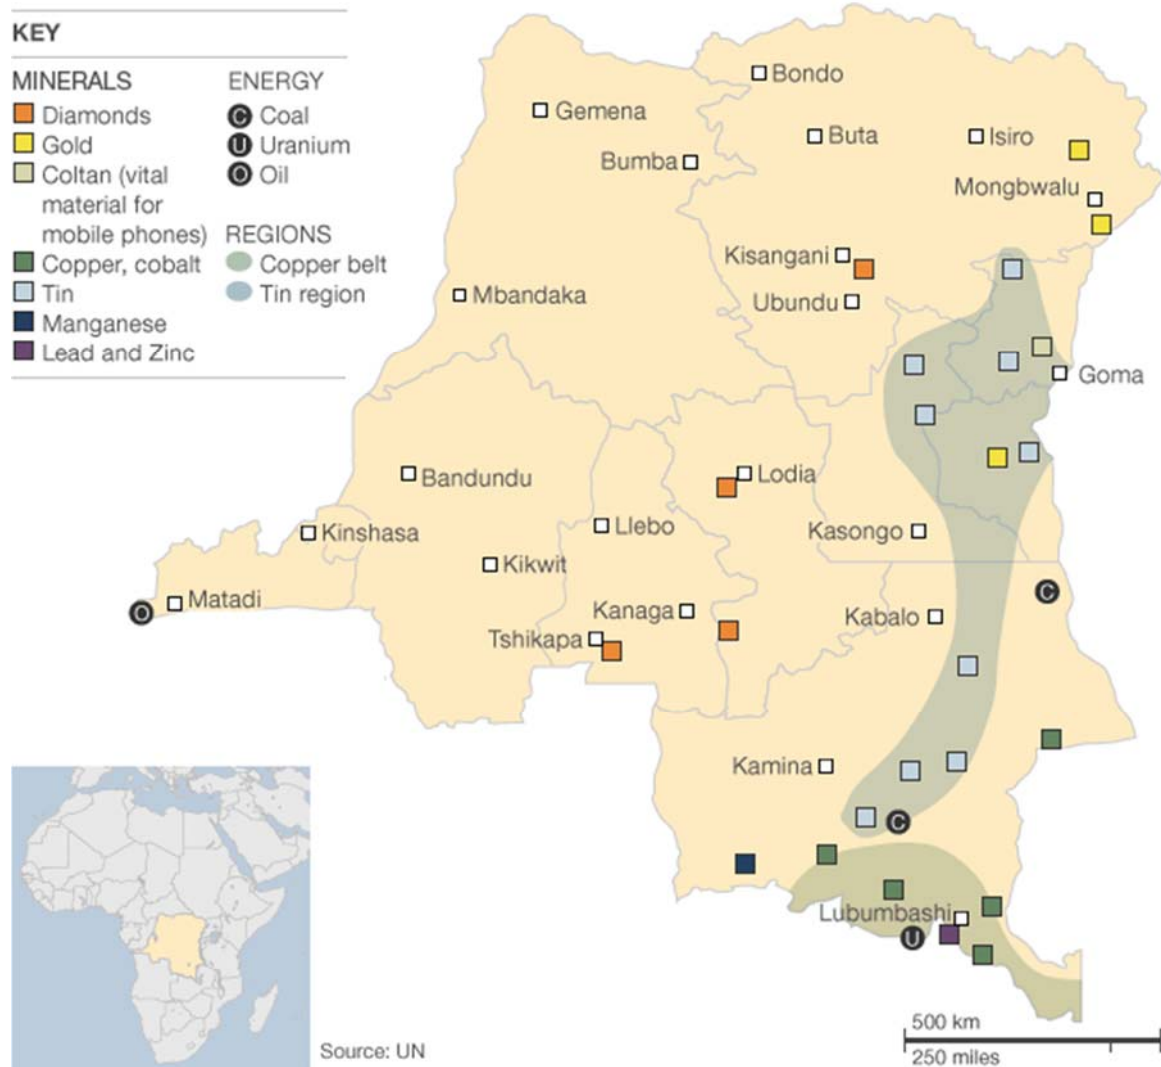 KEY
MINERALS
Diamonds
Gold
Coltan (vital
material for
mobile phones)
Copper, cobalt
Tin
Manganese
Lead and Zinc
ENERGY
C Coal
U Uranium
O Oil
REGIONS
Copper belt
Tin region
Bondo
Gemena
Buta
Isiro
Bumba
Mongbwalu
Kisangani
Mbandaka
Ubundu
Goma
Lodia
Bandundu
Llebo
Kinshasa
Kasongo
Kikwit
C
Matadi
O
Kanaga
Kabalo
Tshikapa
Kamina
C
Lubumbashi
U
500 km
250 miles
Source: UN